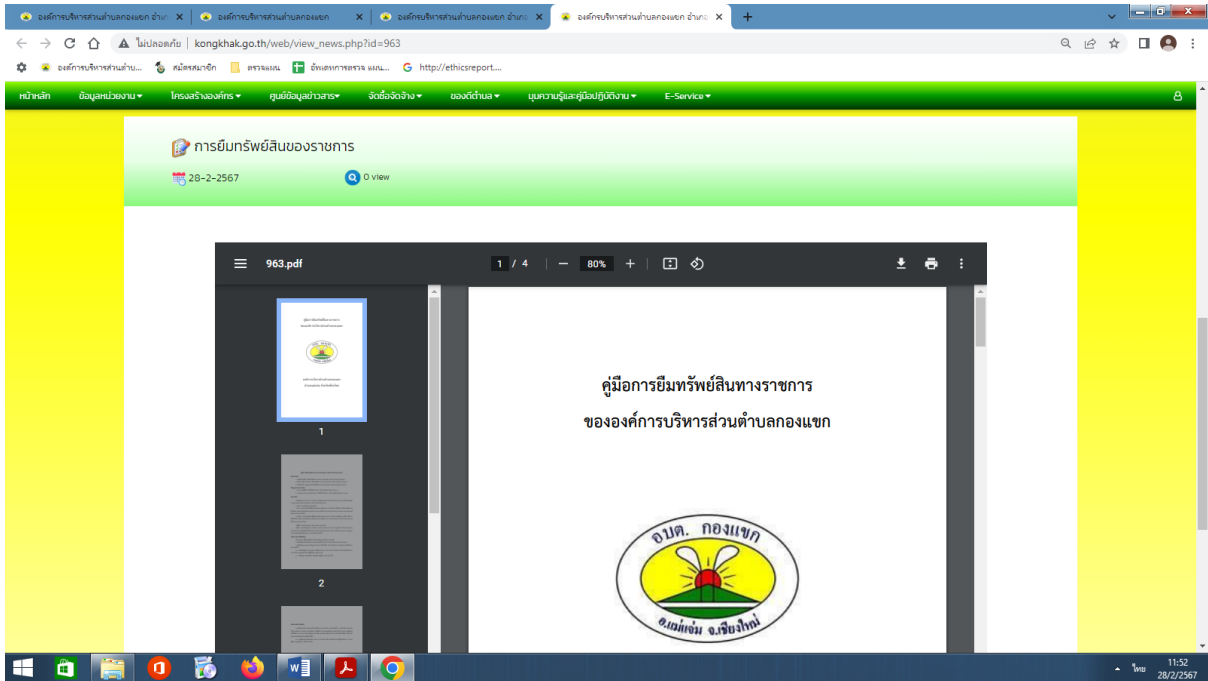 องค์การบริหารส่วนตำบลกองแขก อำเภ
องค์การบริหารส่วนตำบลกองแขก
องค์การบริหารส่วนตำบลกองแขก อำเภ
องค์การบริหารส่วนตำบลกองแขก อำเภ
ไม่ปลอดภัย kongkhak.go.th/web/view_news.php?id=963
องค์การบริหารส่วนตำบ... สมัครสมาชิก ตรวจแผน อัพเดทการตรวจ แผน... http://ethicsreport....
หน้าหลัก ข้อมูลหน่วยงาน โครงสร้างองค์กร ศูนย์ข้อมูลข่าวสาร จัดซื้อจัดจ้าง ของดีตำบล มุมความรู้และคู่มือปฏิบัติงาน E-Service
การยืมทรัพย์สินของราชการ
28-2-2567 0 view
963.pdf 1 / 4 80%
1
2
คู่มือการยืมทรัพย์สินทางราชการ
ขององค์การบริหารส่วนตำบลกองแขก
อบต. กองแขก
อ.แม่แจ่ม จ.เชียงใหม่
ไทย 11:52
28/2/2567